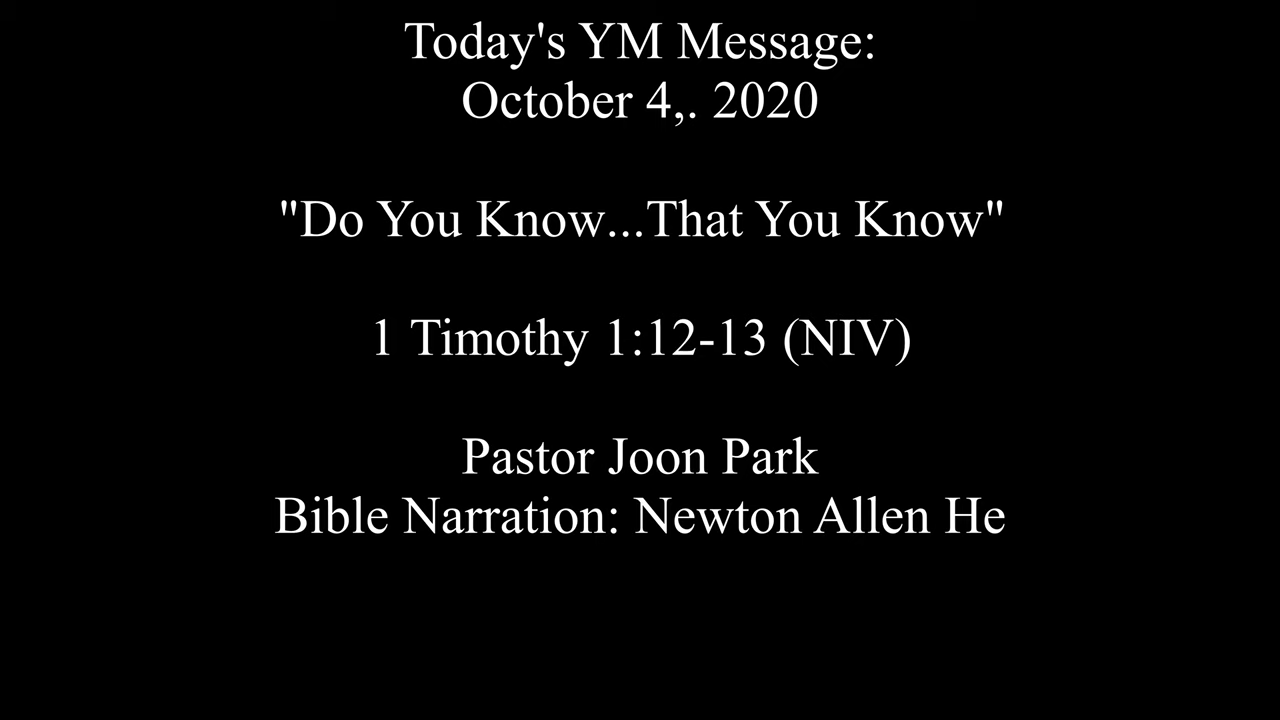 Today's YM Message:
October 4,. 2020
"Do You Know...That You Know"
1 Timothy 1:12-13 (NIV)
Pastor Joon Park
Bible Narration: Newton Allen He